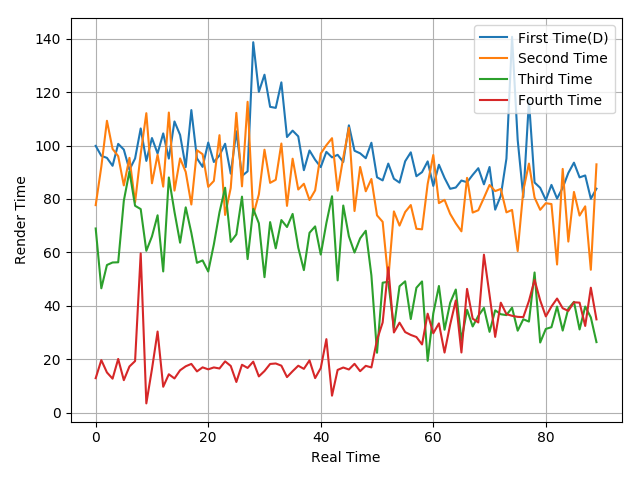 First Time(D)
Second Time
Third Time
Fourth Time
140
120
100
80
60
40
20
0
Render Time
0 20 40 60 80
Real Time